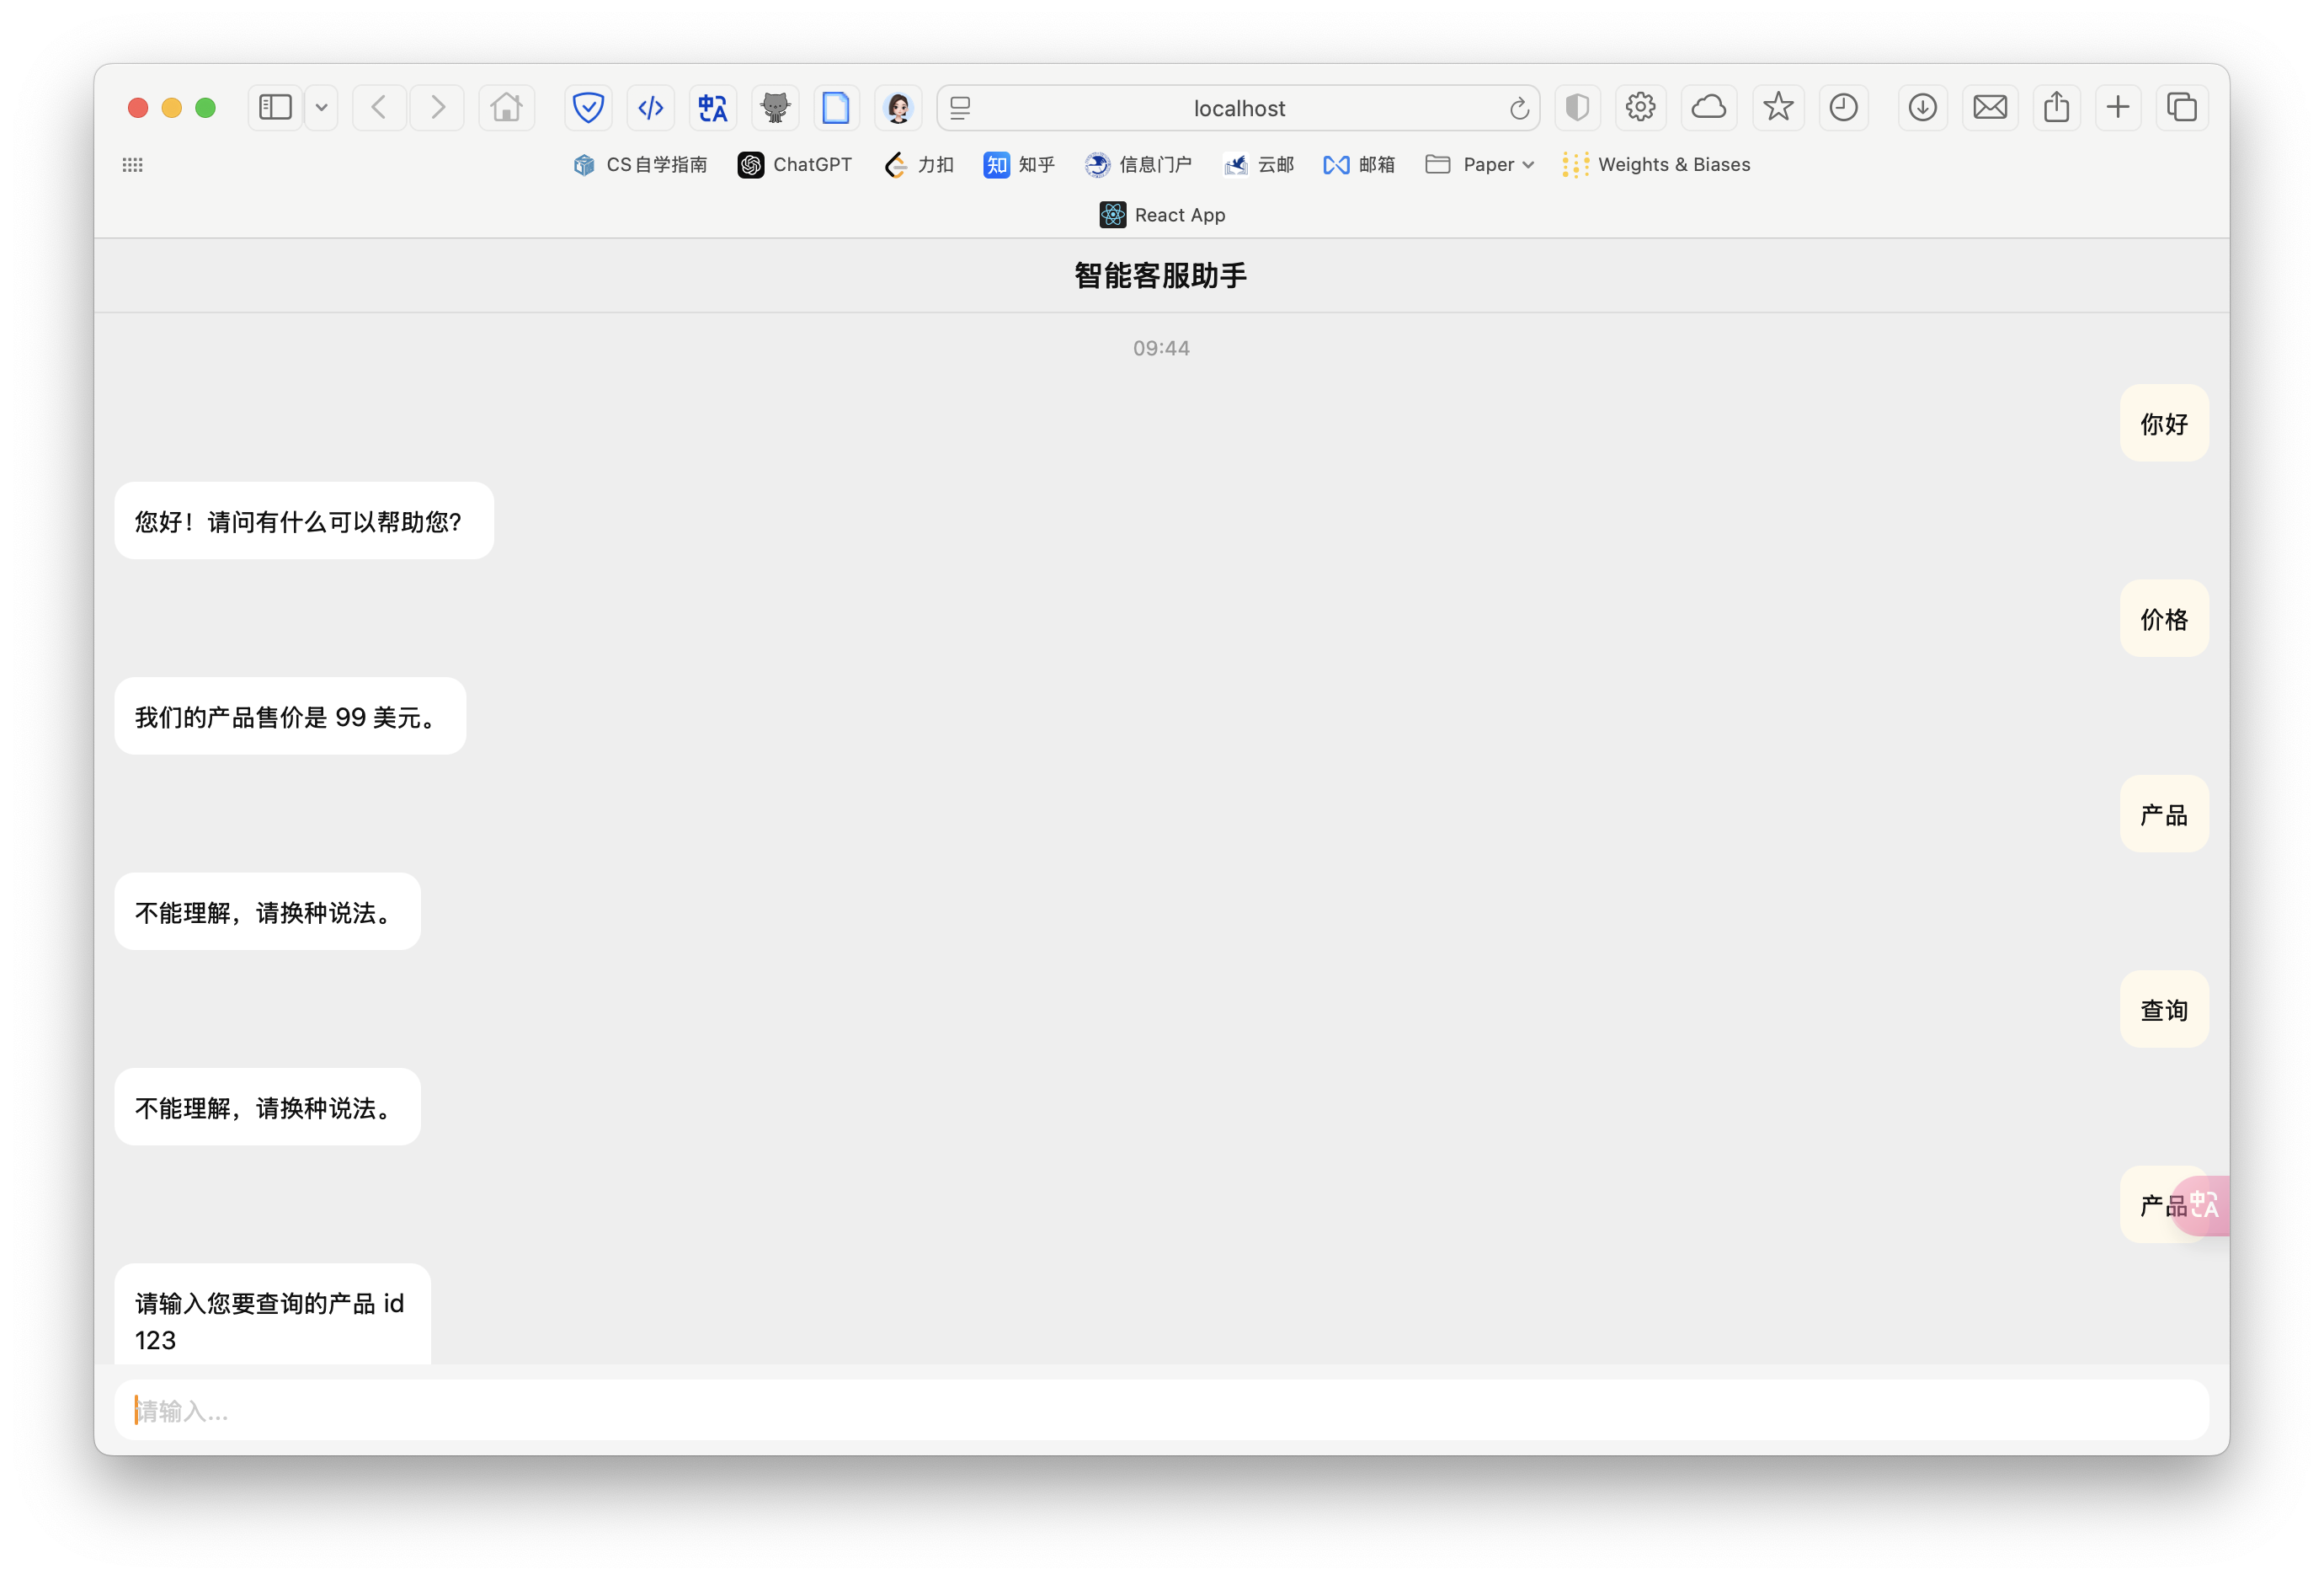 localhost
CS自学指南
ChatGPT
力扣
知 知乎
信息门户
云邮
邮箱
Paper
Weights & Biases
React App
智能客服助手
09:44
你好
您好！请问有什么可以帮助您?
价格
我们的产品售价是 99 美元。
产品
不能理解，请换种说法。
查询
不能理解，请换种说法。
产品
请输入您要查询的产品 id
123
请输入...